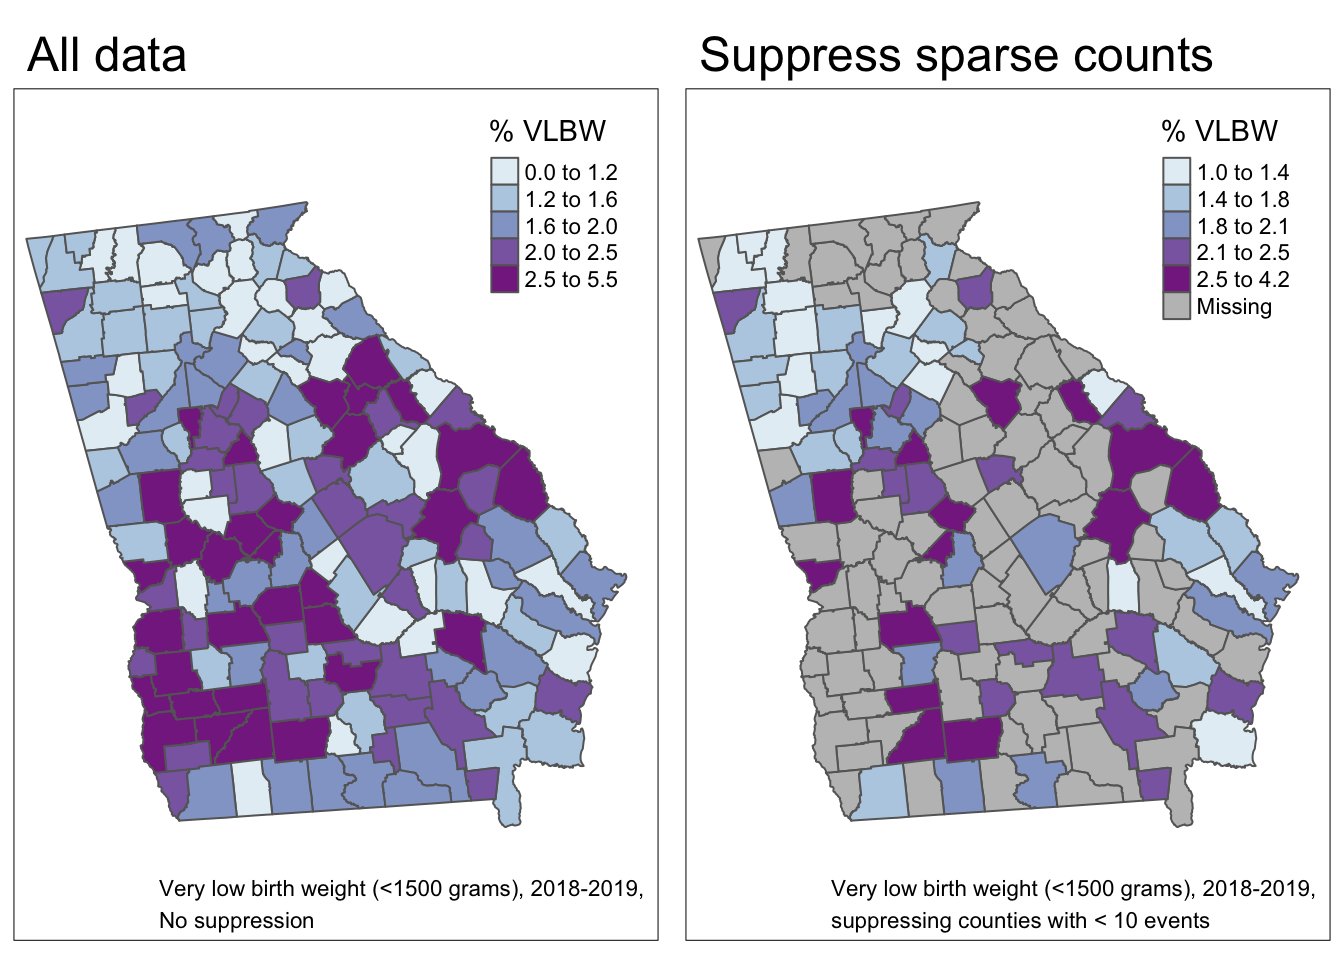 All data
% VLBW
0.0 to 1.2
1.2 to 1.6
1.6 to 2.0
2.0 to 2.5
2.5 to 5.5
Very low birth weight (<1500 grams), 2018-2019,
No suppression
Suppress sparse counts
% VLBW
1.0 to 1.4
1.4 to 1.8
1.8 to 2.1
2.1 to 2.5
2.5 to 4.2
Missing
Very low birth weight (<1500 grams), 2018-2019,
suppressing counties with < 10 events